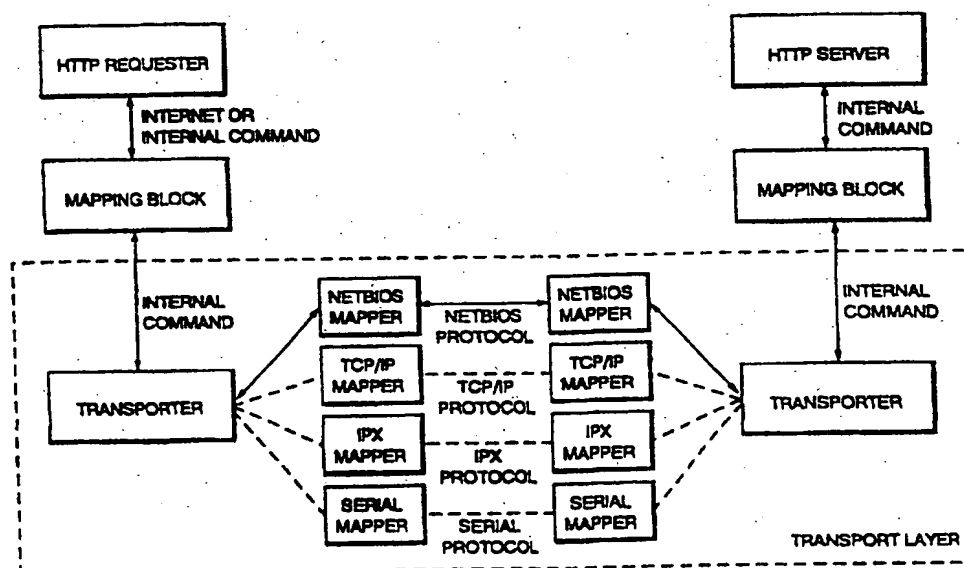 HTTP REQUESTER
HTTP SERVER
INTERNET OR
INTERNAL COMMAND
INTERNAL
COMMAND
MAPPING BLOCK
MAPPING BLOCK
INTERNAL
COMMAND
NETBIOS
MAPPER
NETBIOS
PROTOCOL
NETBIOS
MAPPER
INTERNAL
COMMAND
TRANSPORTER
TCP/IP
MAPPER
TCP/IP
PROTOCOL
TCP/IP
MAPPER
TRANSPORTER
IPX
MAPPER
IPX
PROTOCOL
IPX
MAPPER
SERIAL
MAPPER
SERIAL
PROTOCOL
SERIAL
MAPPER
TRANSPORT LAYER